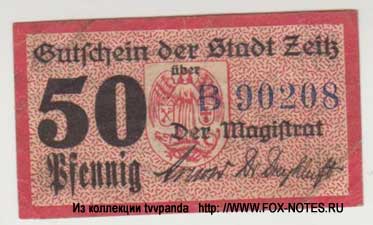 Gutschein der Stadt Zeitz
über
50 B 90208
Der Magistrat
Pfennig
Из коллекции tvvpanda http://WWW.FOX-NOTES.RU